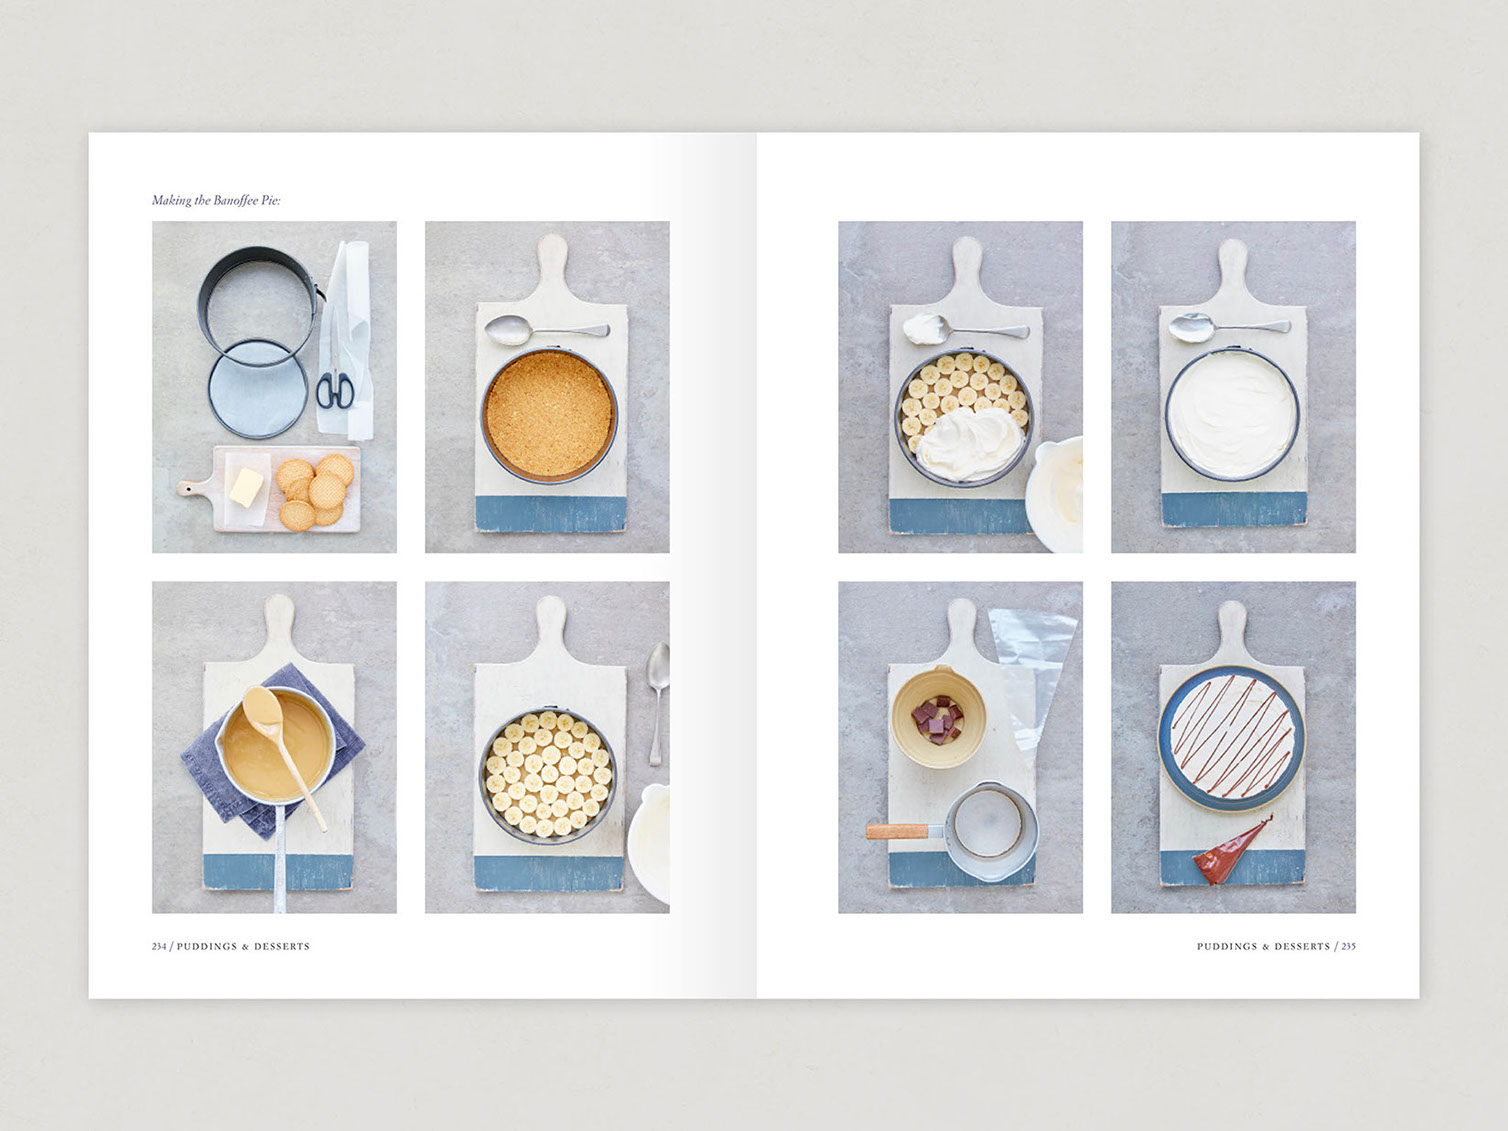 Making the Banoffee Pie:
234 / PUDDINGS & DESSERTS
PUDDINGS & DESSERTS / 235